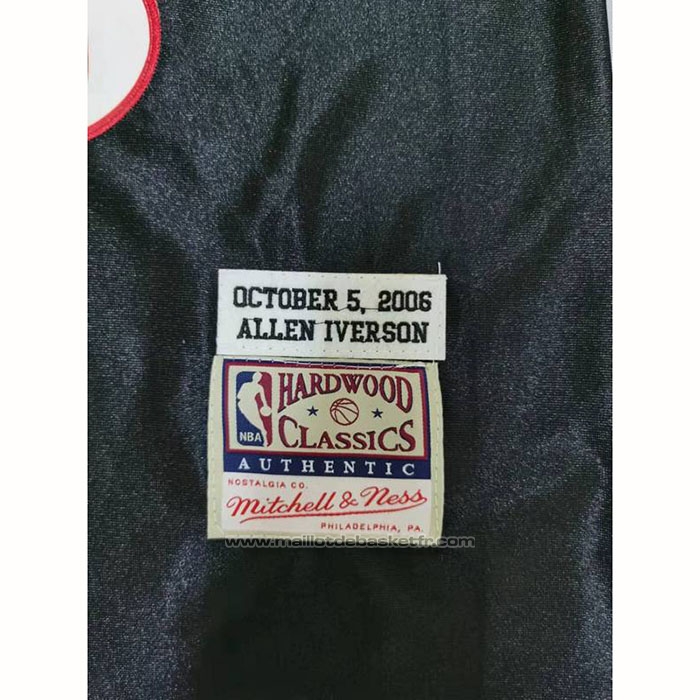 OCTOBER 5, 2006
ALLEN IVERSON
NBA
HARDWOOD
CLASSICS
AUTHENTIC
NOSTALGIA CO.
Mitchell & Ness
PHILADELPHIA, PA.
www.maillotdebasketfr.com